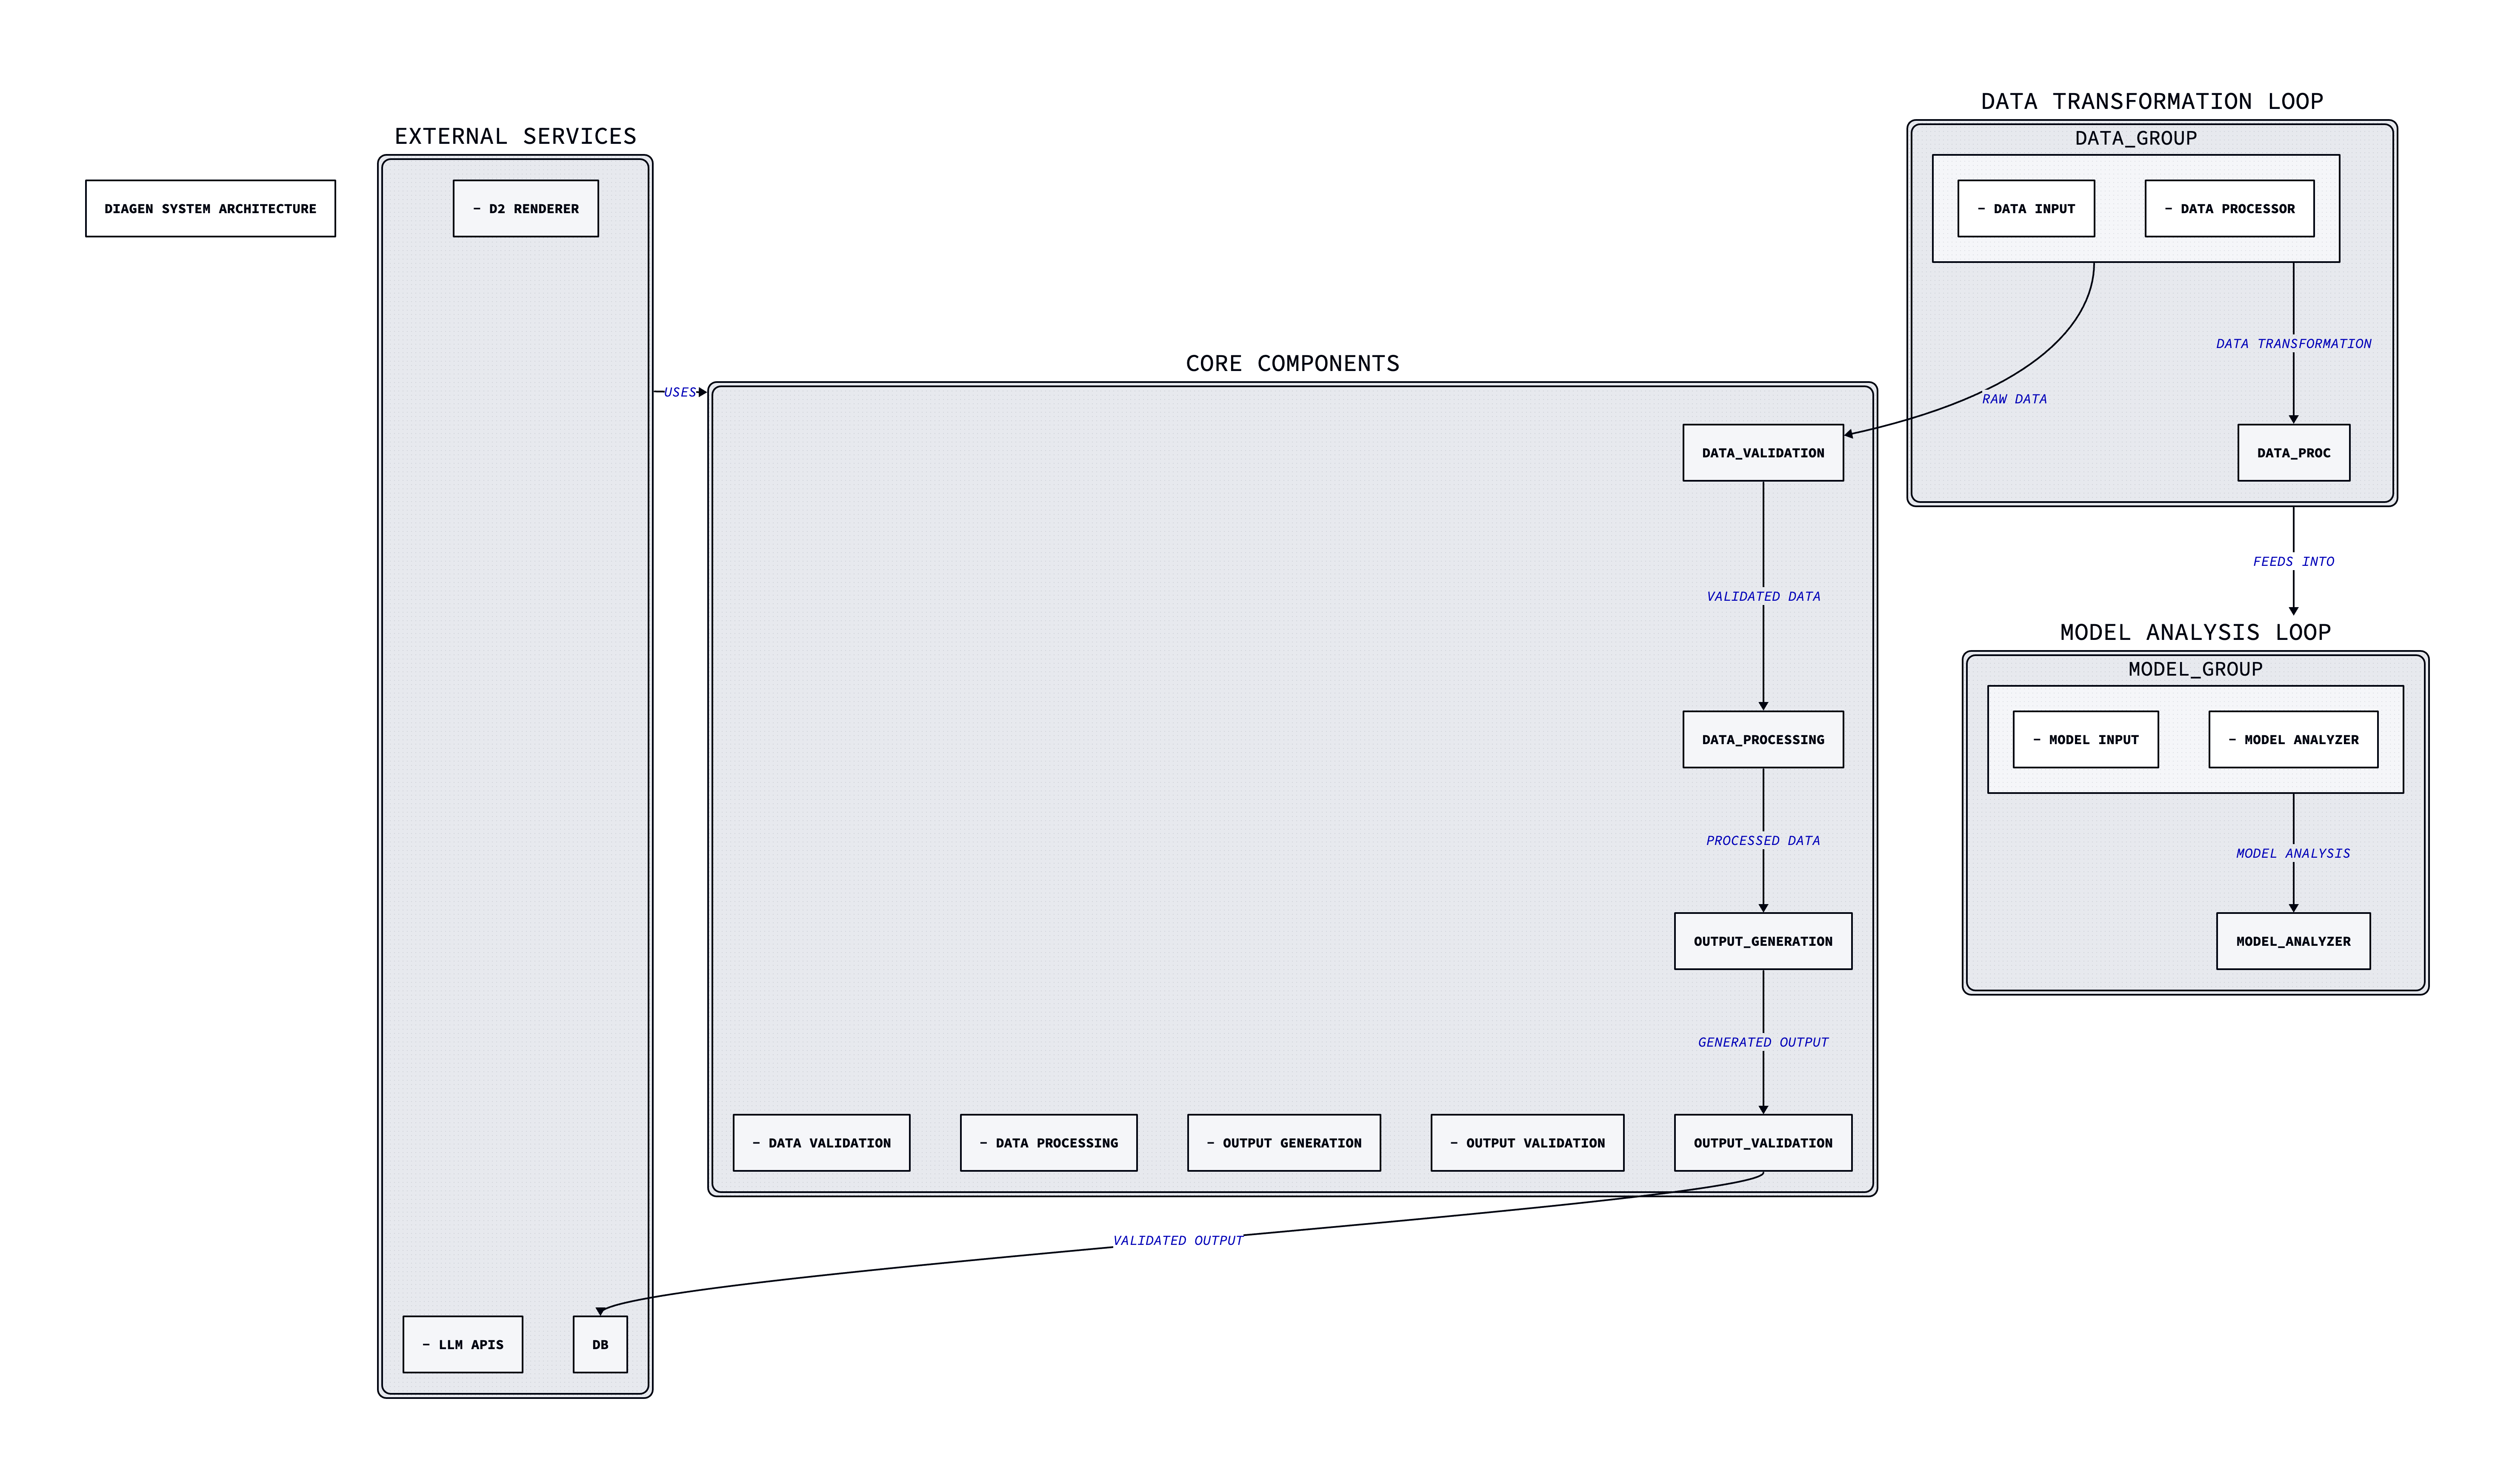 DATA TRANSFORMATION LOOP
EXTERNAL SERVICES
DATA_GROUP
DIAGEN SYSTEM ARCHITECTURE
- D2 RENDERER
- DATA INPUT
- DATA PROCESSOR
DATA TRANSFORMATION
CORE COMPONENTS
USES
RAW DATA
DATA_VALIDATION
DATA_PROC
FEEDS INTO
VALIDATED DATA
MODEL ANALYSIS LOOP
MODEL_GROUP
DATA_PROCESSING
- MODEL INPUT
- MODEL ANALYZER
PROCESSED DATA
MODEL ANALYSIS
OUTPUT_GENERATION
MODEL_ANALYZER
GENERATED OUTPUT
- DATA VALIDATION
- DATA PROCESSING
- OUTPUT GENERATION
- OUTPUT VALIDATION
OUTPUT_VALIDATION
VALIDATED OUTPUT
- LLM APIS
DB